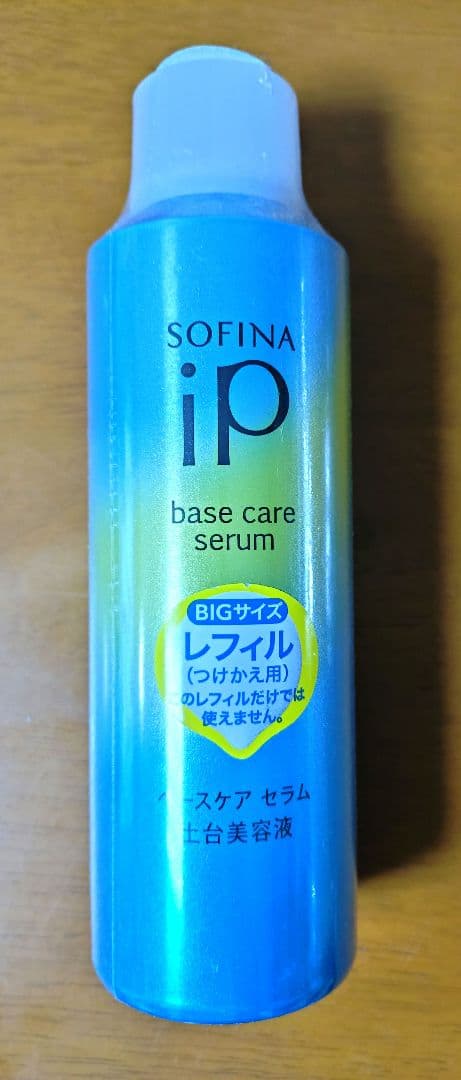 SOFINA
iP
base care
serum
BIGサイズ
レフィル
(つけかえ用)
このレフィルだけでは
使えません。
ベースケア セラム
土台美容液